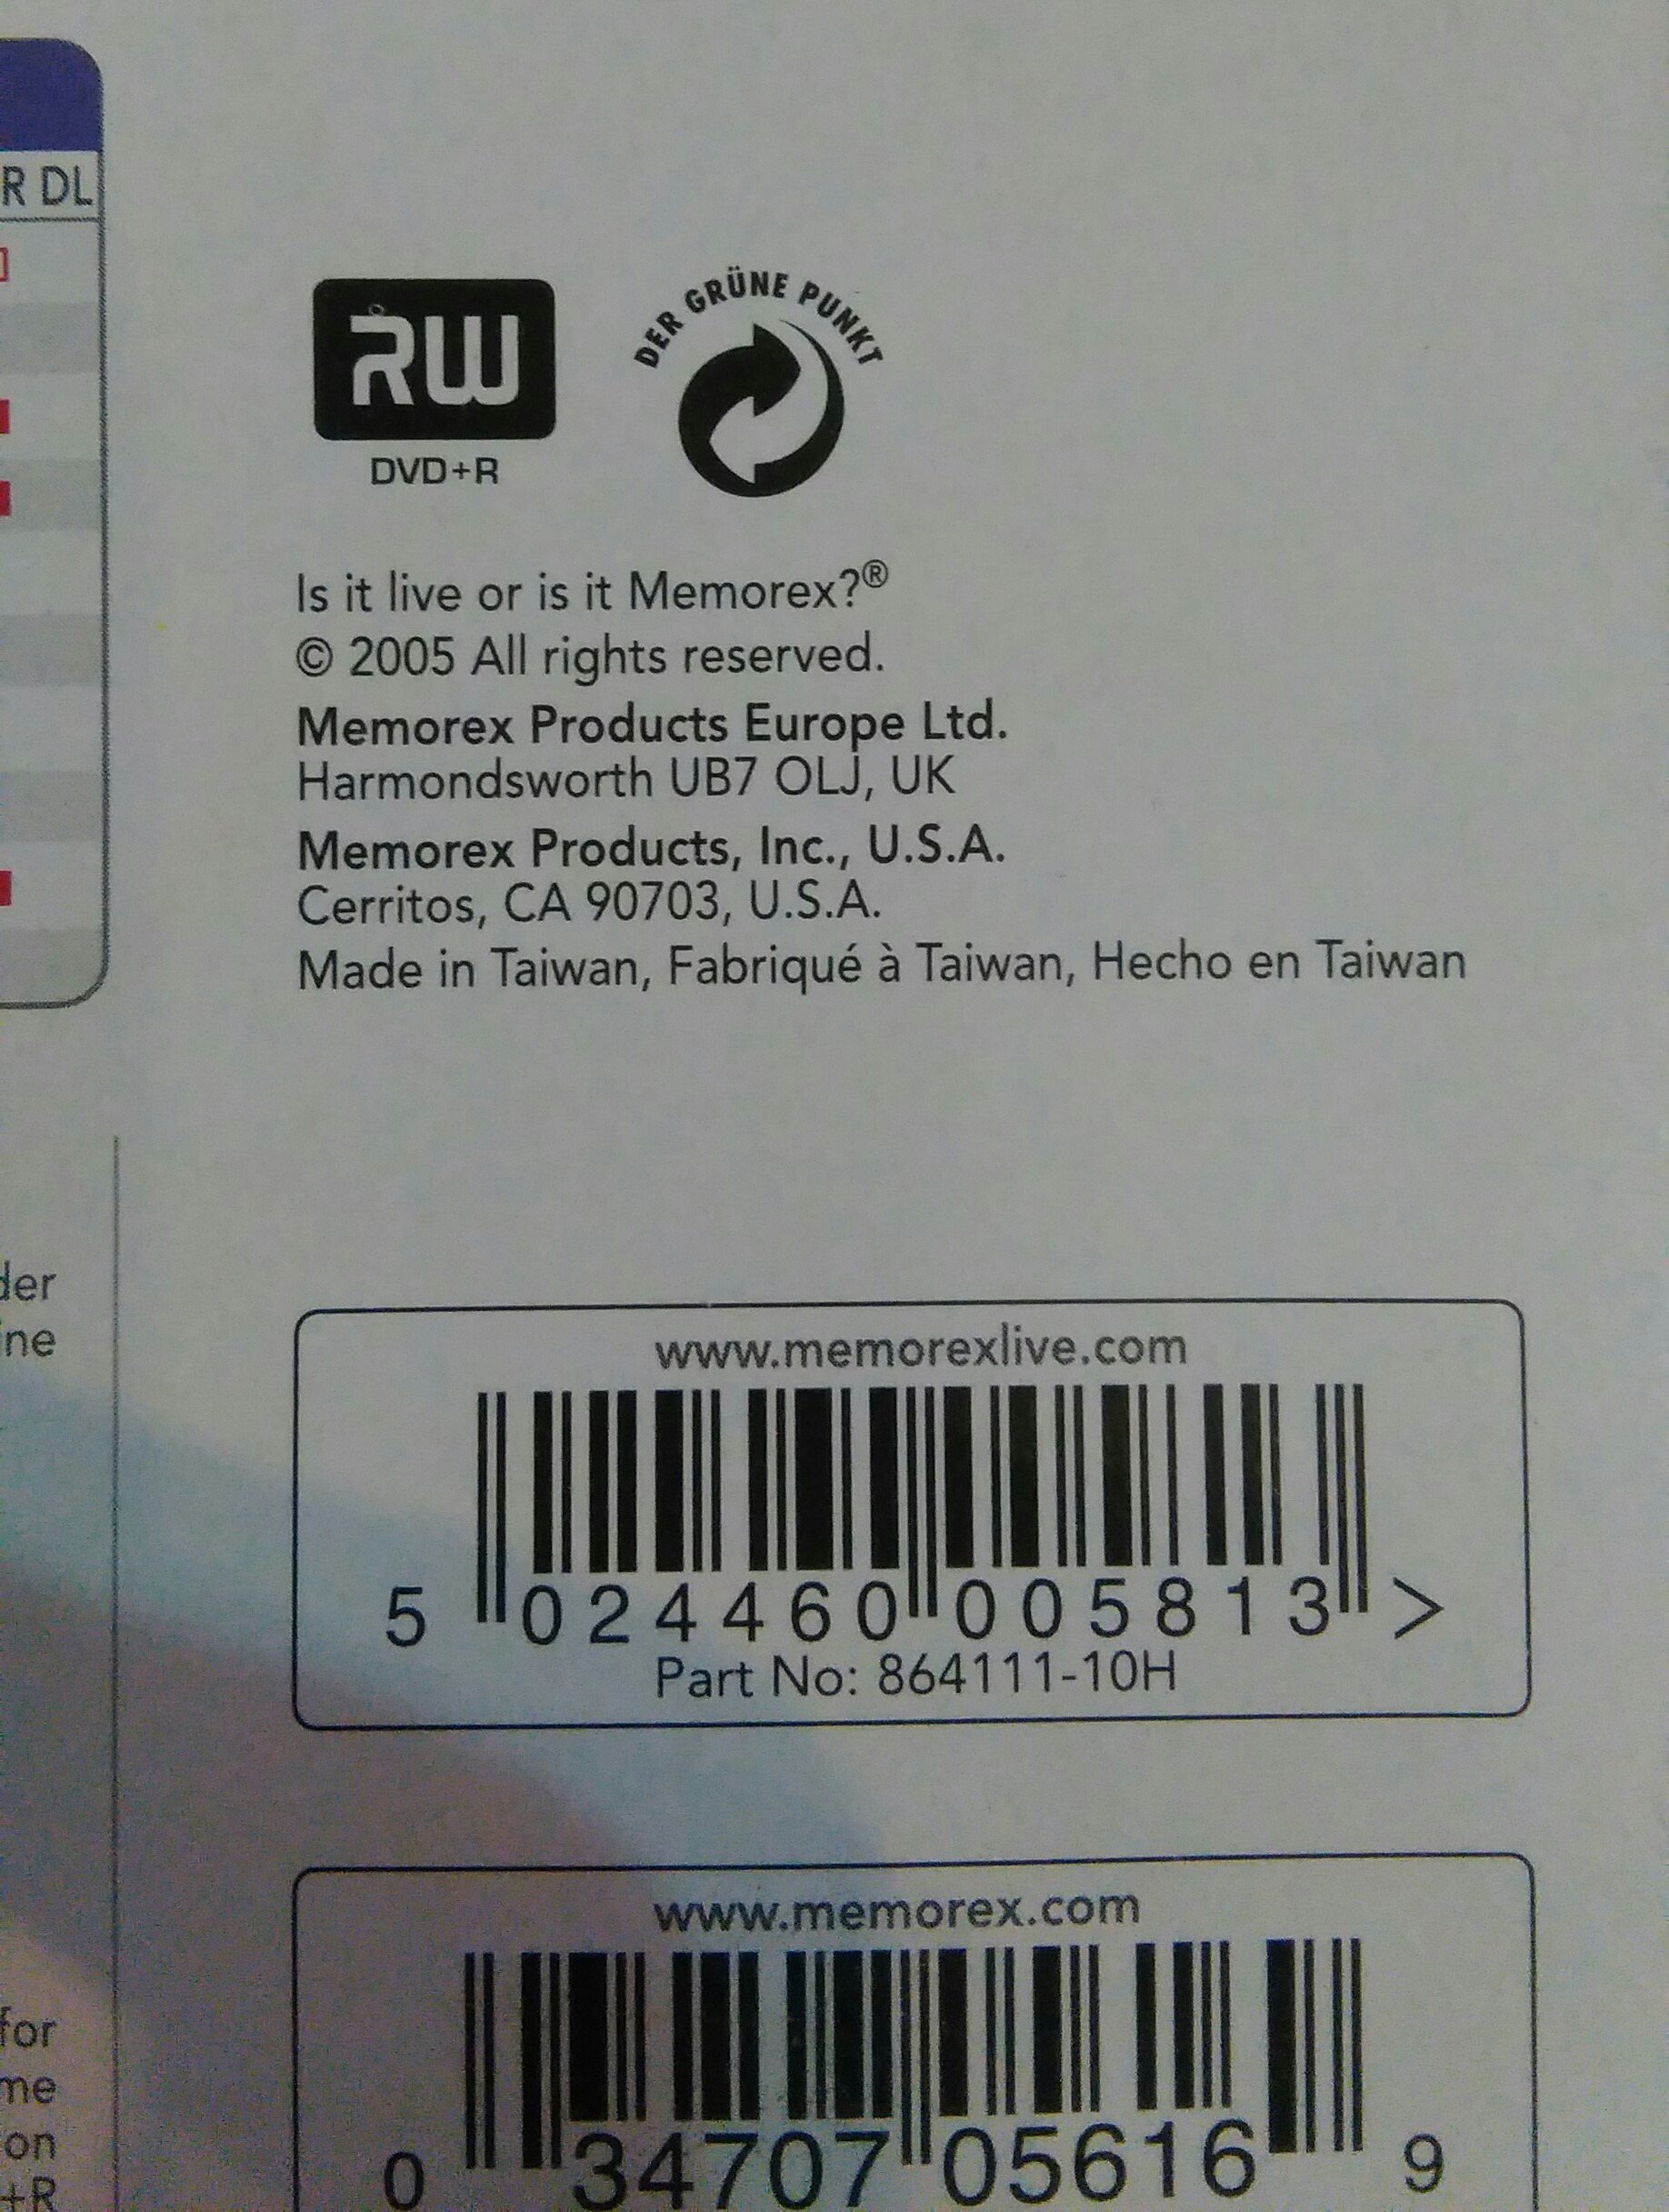 R DL
RW
DVD+R
DER GRÜNE PUNKT
Is it live or is it Memorex?®
© 2005 All rights reserved.
Memorex Products Europe Ltd.
Harmondsworth UB7 OLJ, UK
Memorex Products, Inc., U.S.A.
Cerritos, CA 90703, U.S.A.
Made in Taiwan, Fabriqué à Taiwan, Hecho en Taiwan
der
ine
www.memorexlive.com
5 024460 005813 >
Part No: 864111-10H
for
me
on
+R
www.memorex.com
0 34707 05616 9